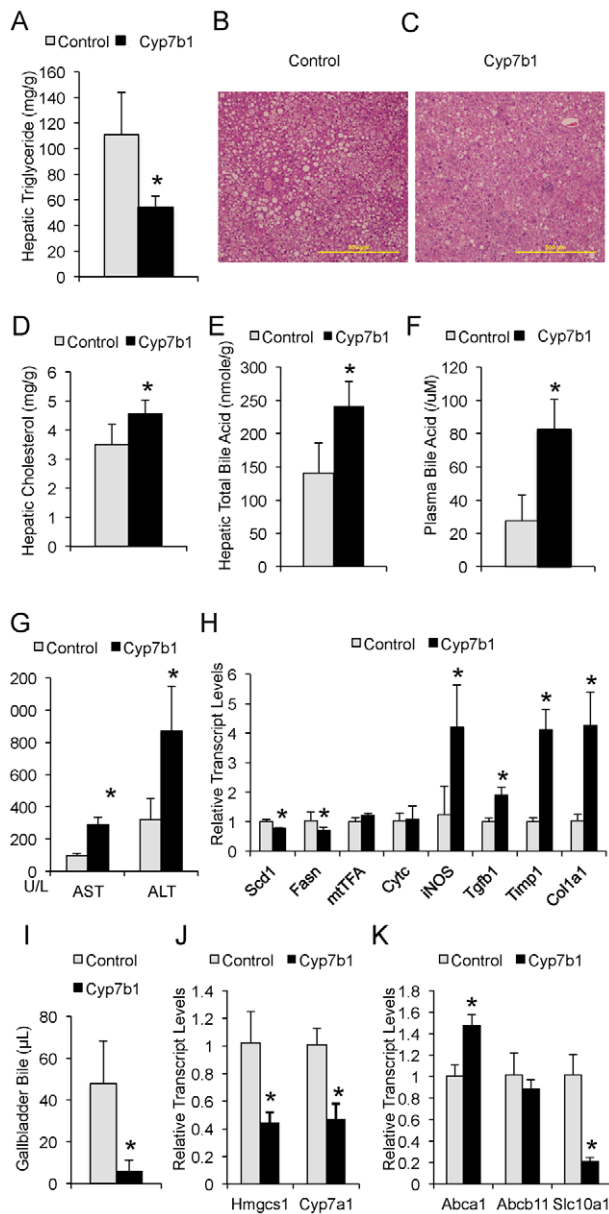 A
Control Cyp7b1
Hepatic Triglyceride (mg/g)
160
140
120
100
80
60
40
20
0
*
B
Control
C
Cyp7b1
D
Control Cyp7b1
Hepatic Cholesterol (mg/g)
6
5
4
3
2
1
0
*
E
Control Cyp7b1
Hepatic Total Bile Acid (nmole/g)
300
250
200
150
100
50
0
*
F
Control Cyp7b1
Plasma Bile Acid (/uM)
120
100
80
60
40
20
0
*
G
Control Cyp7b1
000
200
800
600
400
200
0
U/L
* *
AST ALT
H
Control Cyp7b1
Relative Transcript Levels
6
5
4
3
2
1
0
* * * * * *
Scd1 Fasn mtTFA Cytc iNOS Tgfb1 Timp1 Col1a1
I
Control
Cyp7b1
Gallbladder Bile (µL)
80
60
40
20
0
*
J
Control
Cyp7b1
Relative Transcript Levels
1.4
1.2
1
0.8
0.6
0.4
0.2
0
* *
Hmgcs1 Cyp7a1
K
Control Cyp7b1
Relative Transcript Levels
1.8
1.6
1.4
1.2
1
0.8
0.6
0.4
0.2
* *
Abca1 Abcb11 Slc10a1